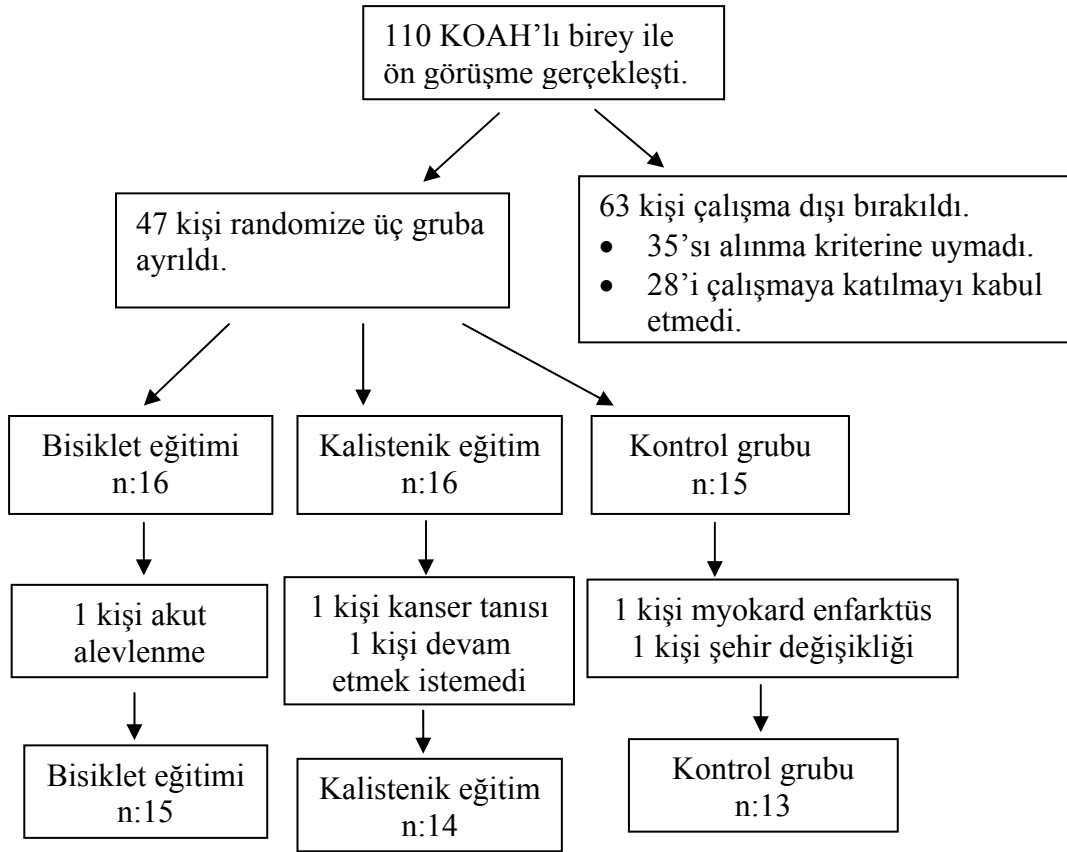 110 KOAH’lı birey ile
ön görüşme gerçekleşti.
47 kişi randomize üç gruba
ayrıldı.
63 kişi çalışma dışı bırakıldı.
• 35’sı alınma kriterine uymadı.
• 28’i çalışmaya katılmayı kabul
etmedi.
Bisiklet eğitimi
n:16
Kalistenik eğitim
n:16
Kontrol grubu
n:15
1 kişi akut
alevlenme
1 kişi kanser tanısı
1 kişi devam
etmek istemedi
1 kişi myokard enfarktüs
1 kişi şehir değişikliği
Bisiklet eğitimi
n:15
Kalistenik eğitim
n:14
Kontrol grubu
n:13